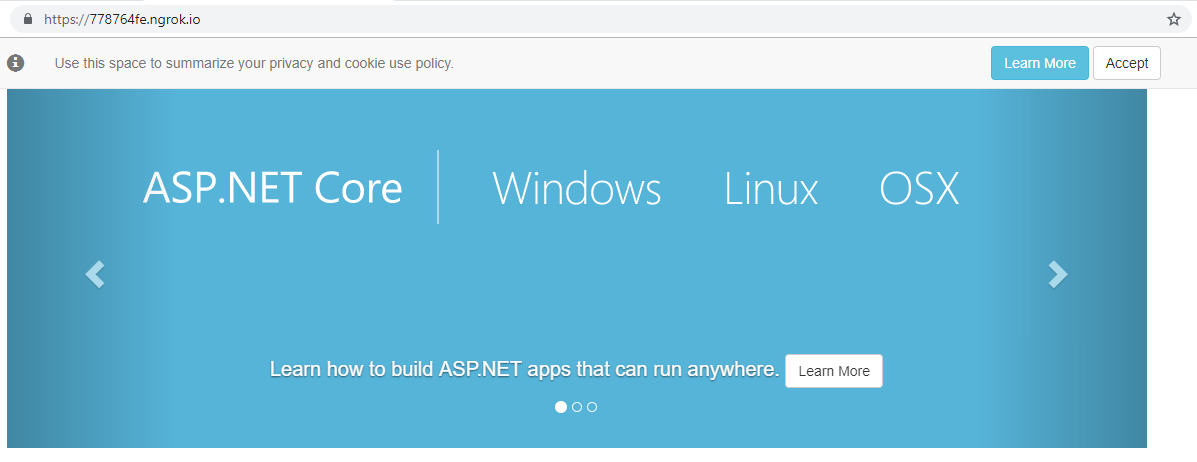 https://778764fe.ngrok.io
Use this space to summarize your privacy and cookie use policy. Learn More Accept
ASP.NET Core Windows Linux OSX
Learn how to build ASP.NET apps that can run anywhere. Learn More